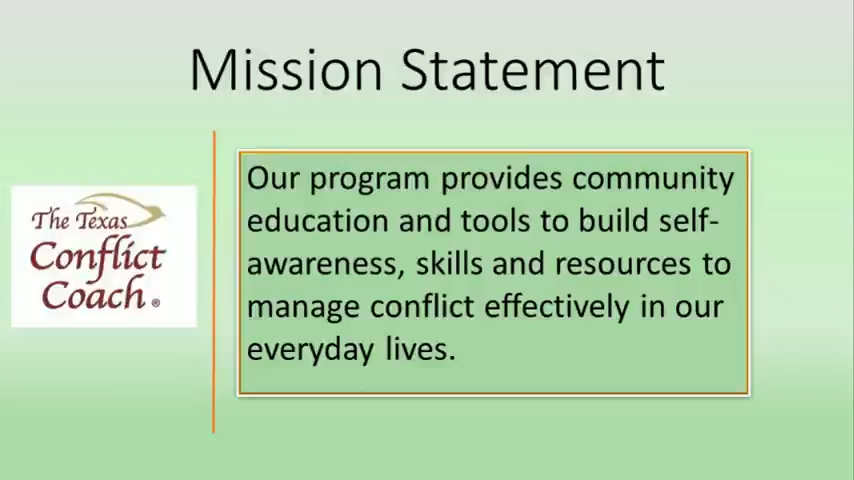 Mission Statement
The Texas
Conflict
Coach ®
Our program provides community
education and tools to build self-
awareness, skills and resources to
manage conflict effectively in our
everyday lives.